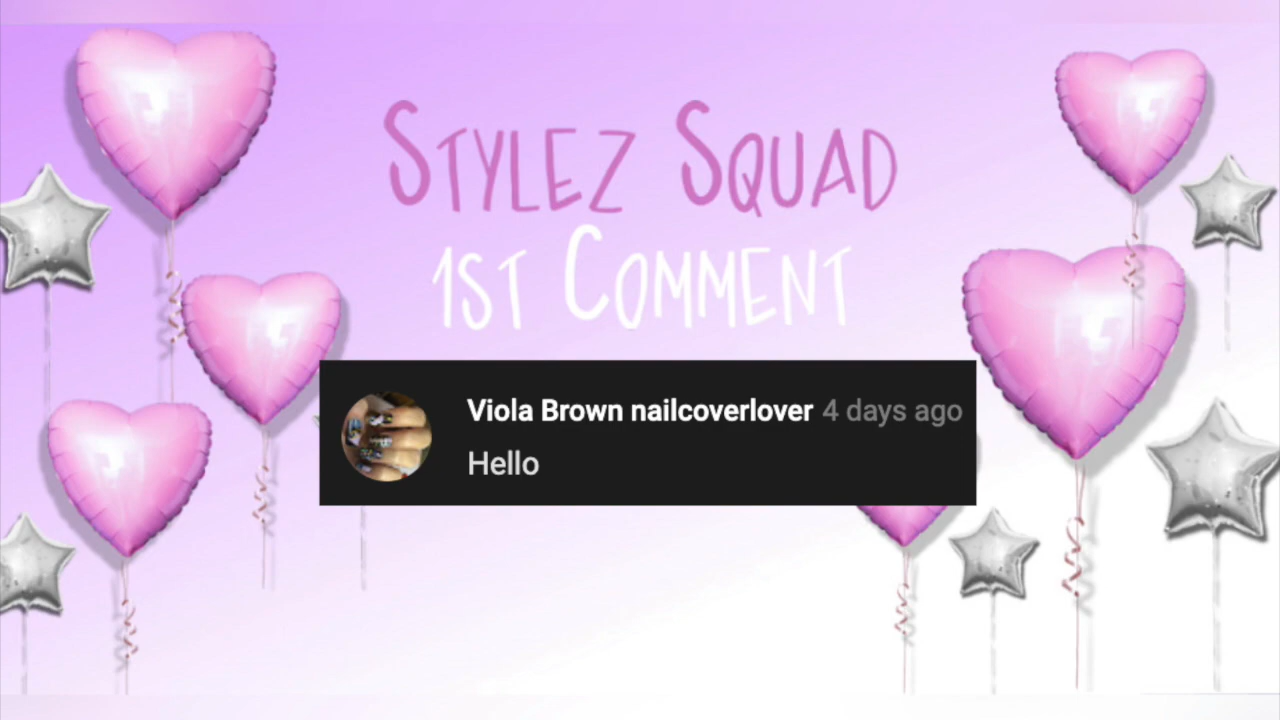 STYLEZ SQUAD
1ST COMMENT
Viola Brown nailcoverlover 4 days ago
Hello